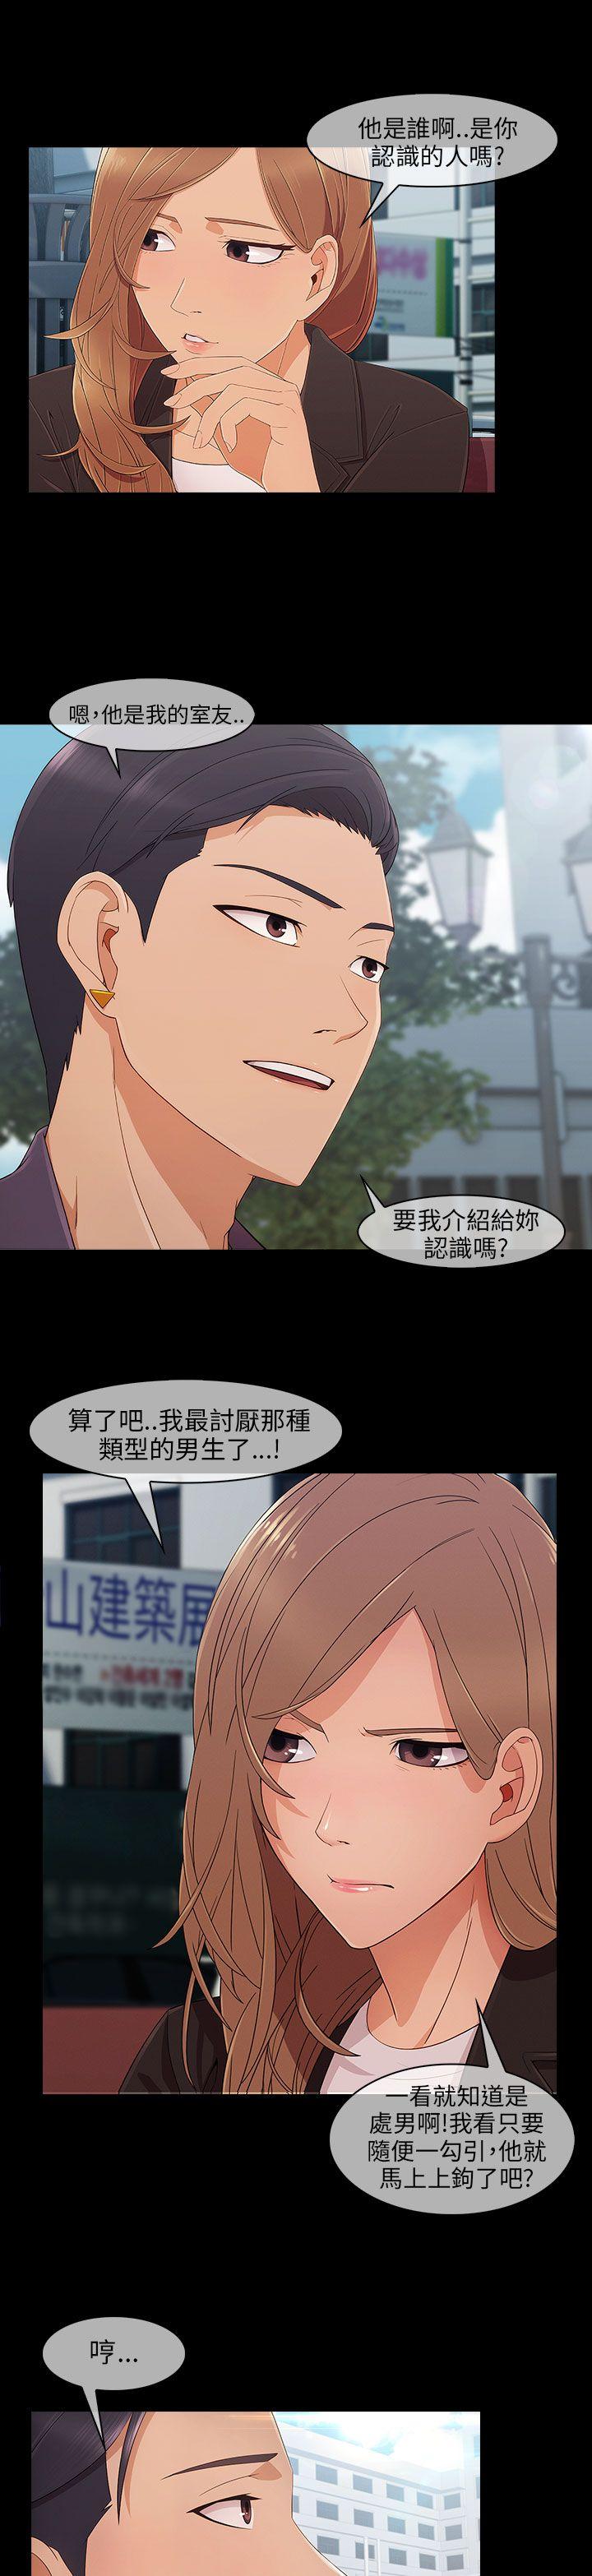 他是誰啊..是你
認識的人嗎?
嗯,他是我的室友..
要我介紹給妳
認識嗎?
算了吧..我最討厭那種
類型的男生了...!
山建築展
一看就知道是
處男啊!我看只要
隨便一勾引,他就
馬上上鉤了吧?
哼...